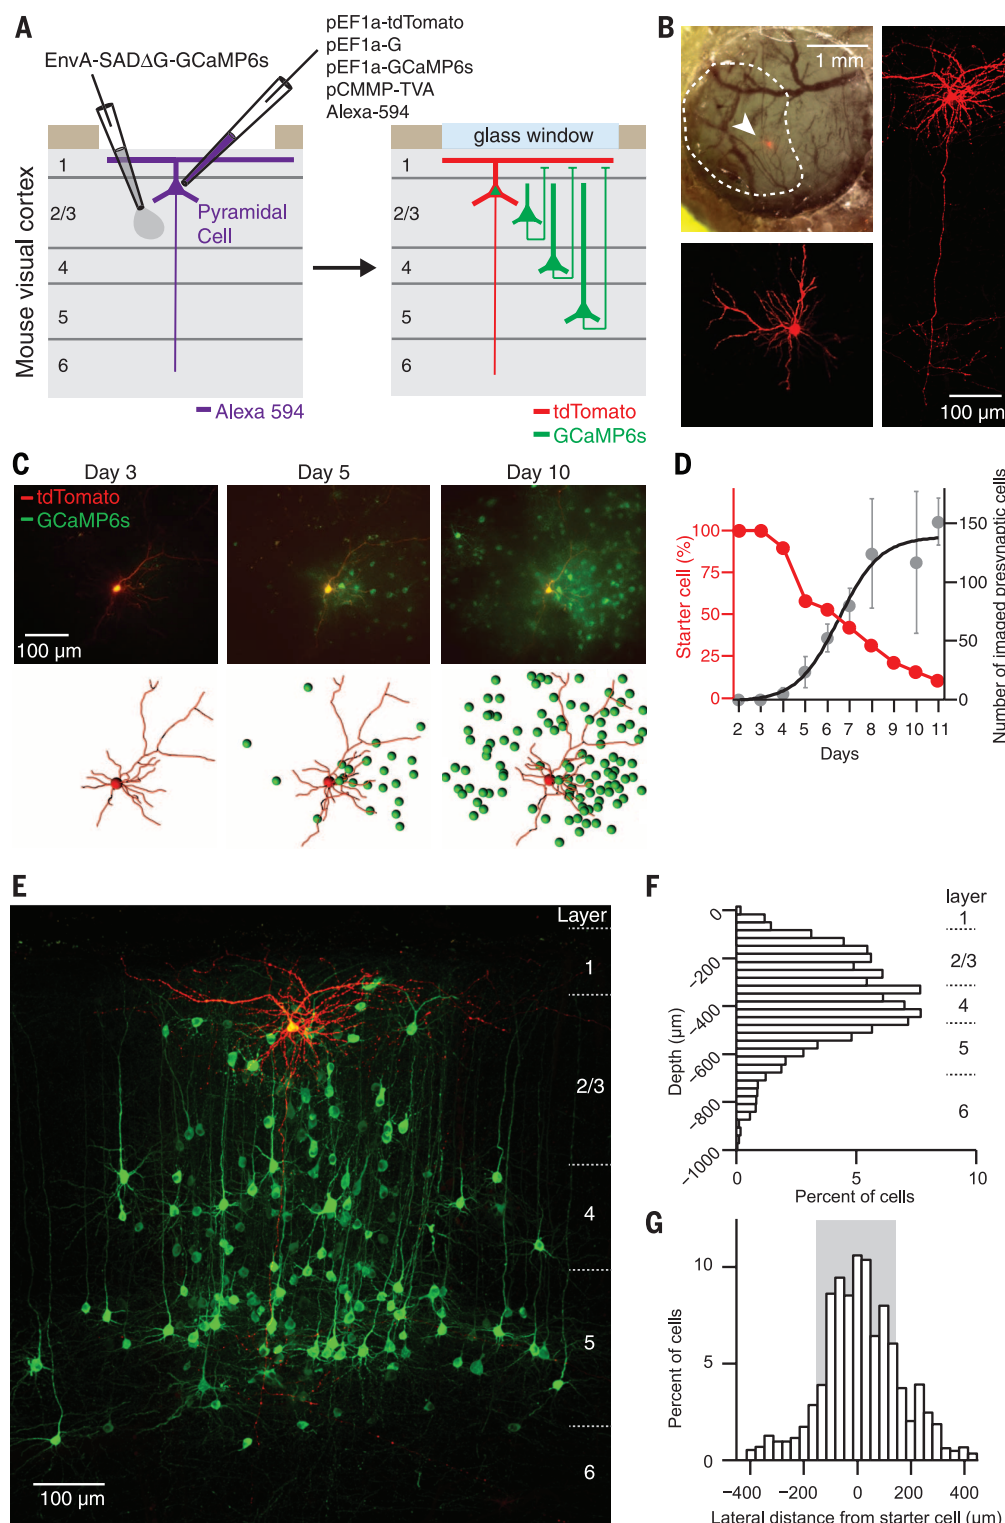 A
EnvA-SADΔG-GCaMP6s
pEF1a-tdTomato
pEF1a-G
pEF1a-GCaMP6s
pCMMP-TVA
Alexa-594
Mouse visual cortex
1
2/3
4
5
6
Pyramidal
Cell
Alexa 594
glass window
1
2/3
4
5
6
tdTomato
GCaMP6s
B
1 mm
100 µm
C
Day 3
Day 5
Day 10
tdTomato
GCaMP6s
100 µm
D
Starter cell (%)
100
75
50
25
0
Number of imaged presynaptic cells
150
100
50
0
2 3 4 5 6 7 8 9 10 11
Days
E
Layer
1
2/3
4
5
6
100 µm
F
layer
1
2/3
4
5
6
Depth (µm)
0
−200
−400
−600
−800
−1000
0 5 10
Percent of cells
G
Percent of cells
10
5
0
−400 −200 0 200 400
Lateral distance from starter cell (µm)